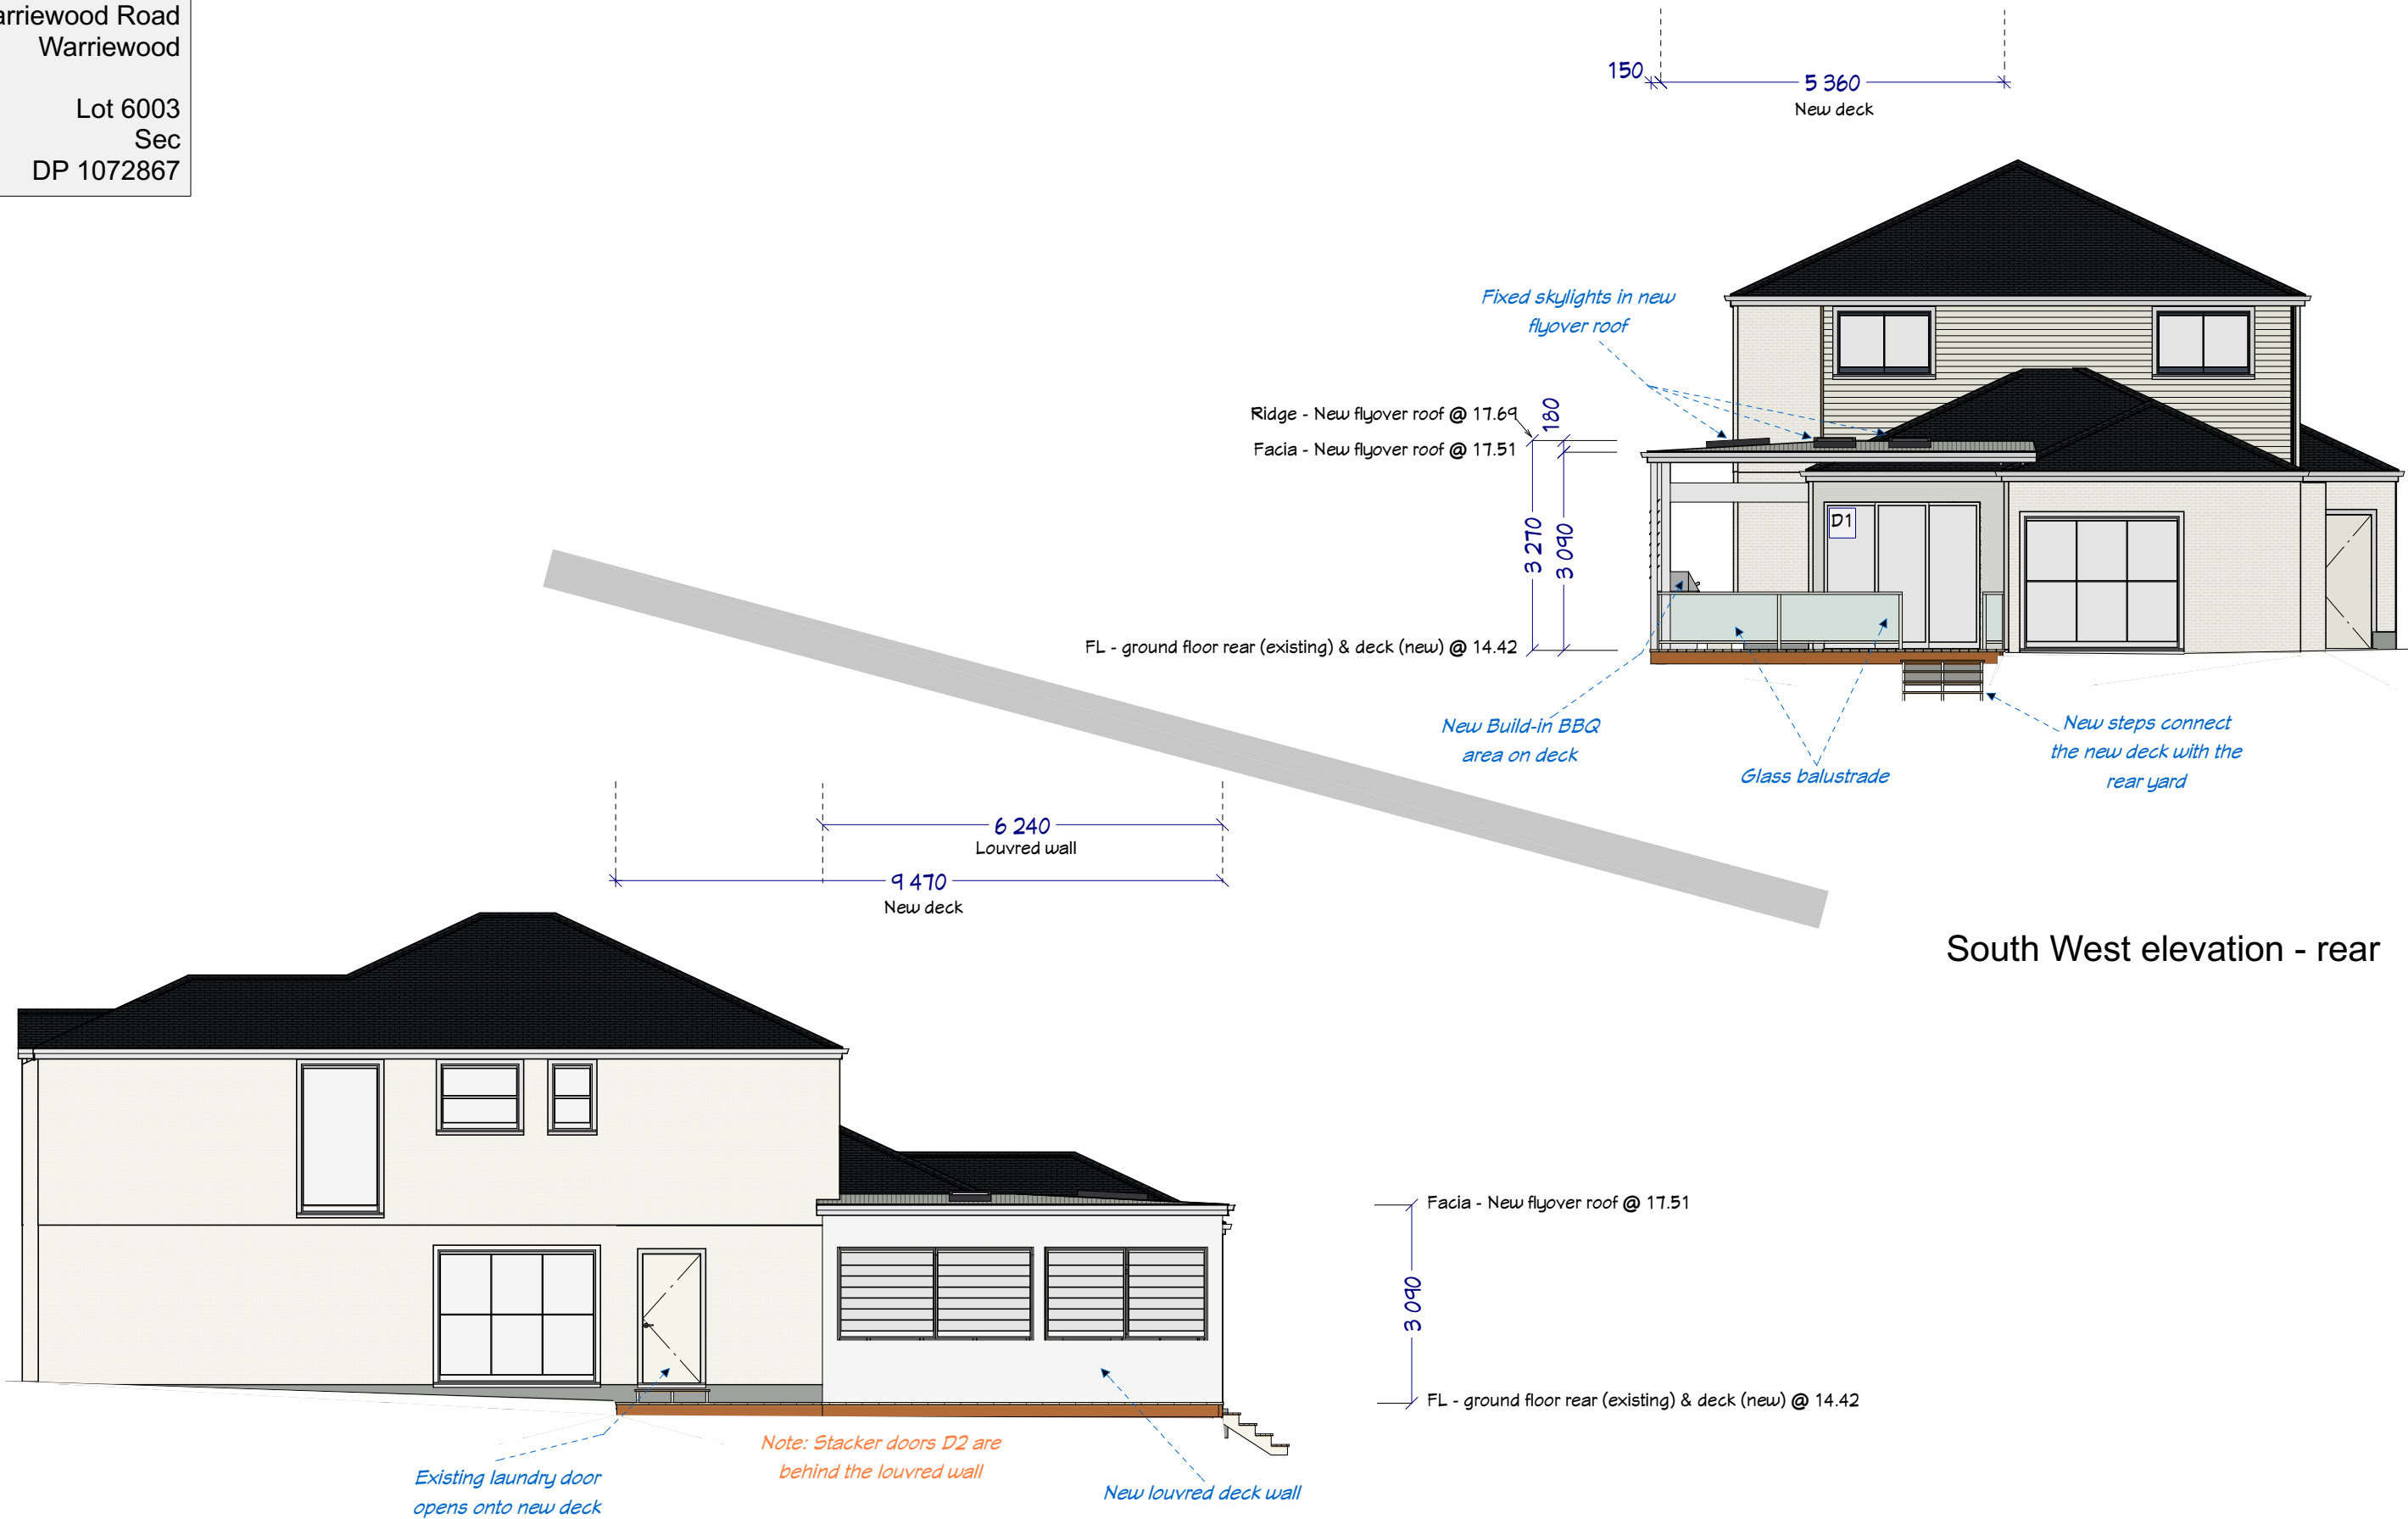 Warriewood
Lot 6003
Sec
DP 1072867
150
5 360
New deck
Fixed skylights in new
flyover roof
Ridge - New flyover roof @ 17.69
180
Facia - New flyover roof @ 17.51
3 270
3 090
D1
FL - ground floor rear (existing) & deck (new) @ 14.42
New Build-in BBQ
area on deck
Glass balustrade
New steps connect
the new deck with the
rear yard
South West elevation - rear
6 240
Louvred wall
9 470
New deck
Facia - New flyover roof @ 17.51
3 090
FL - ground floor rear (existing) & deck (new) @ 14.42
Note: Stacker doors D2 are
behind the louvred wall
Existing laundry door
opens onto new deck
New louvred deck wall